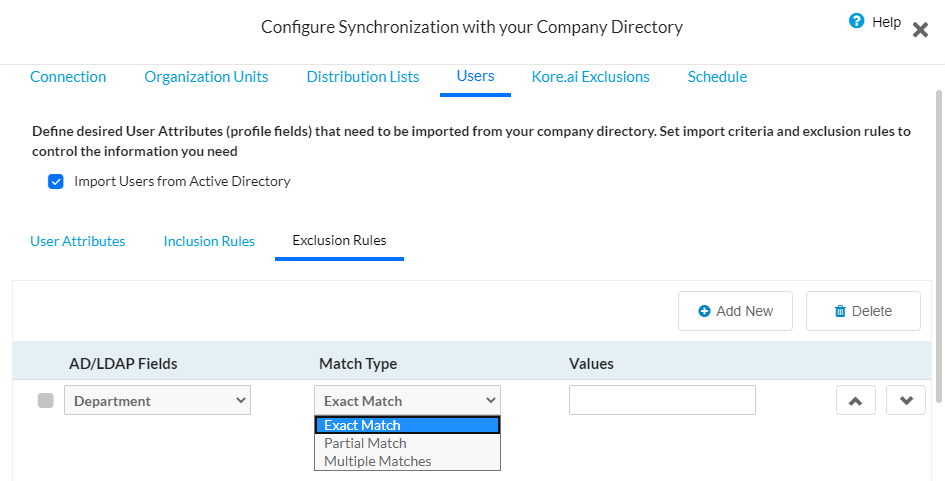 Configure Synchronization with your Company Directory
Help
Connection
Organization Units
Distribution Lists
Users
Kore.ai Exclusions
Schedule
Define desired User Attributes (profile fields) that need to be imported from your company directory. Set import criteria and exclusion rules to
control the information you need
Import Users from Active Directory
User Attributes
Inclusion Rules
Exclusion Rules
Add New
Delete
AD/LDAP Fields
Match Type
Values
Department
Exact Match
Exact Match
Partial Match
Multiple Matches